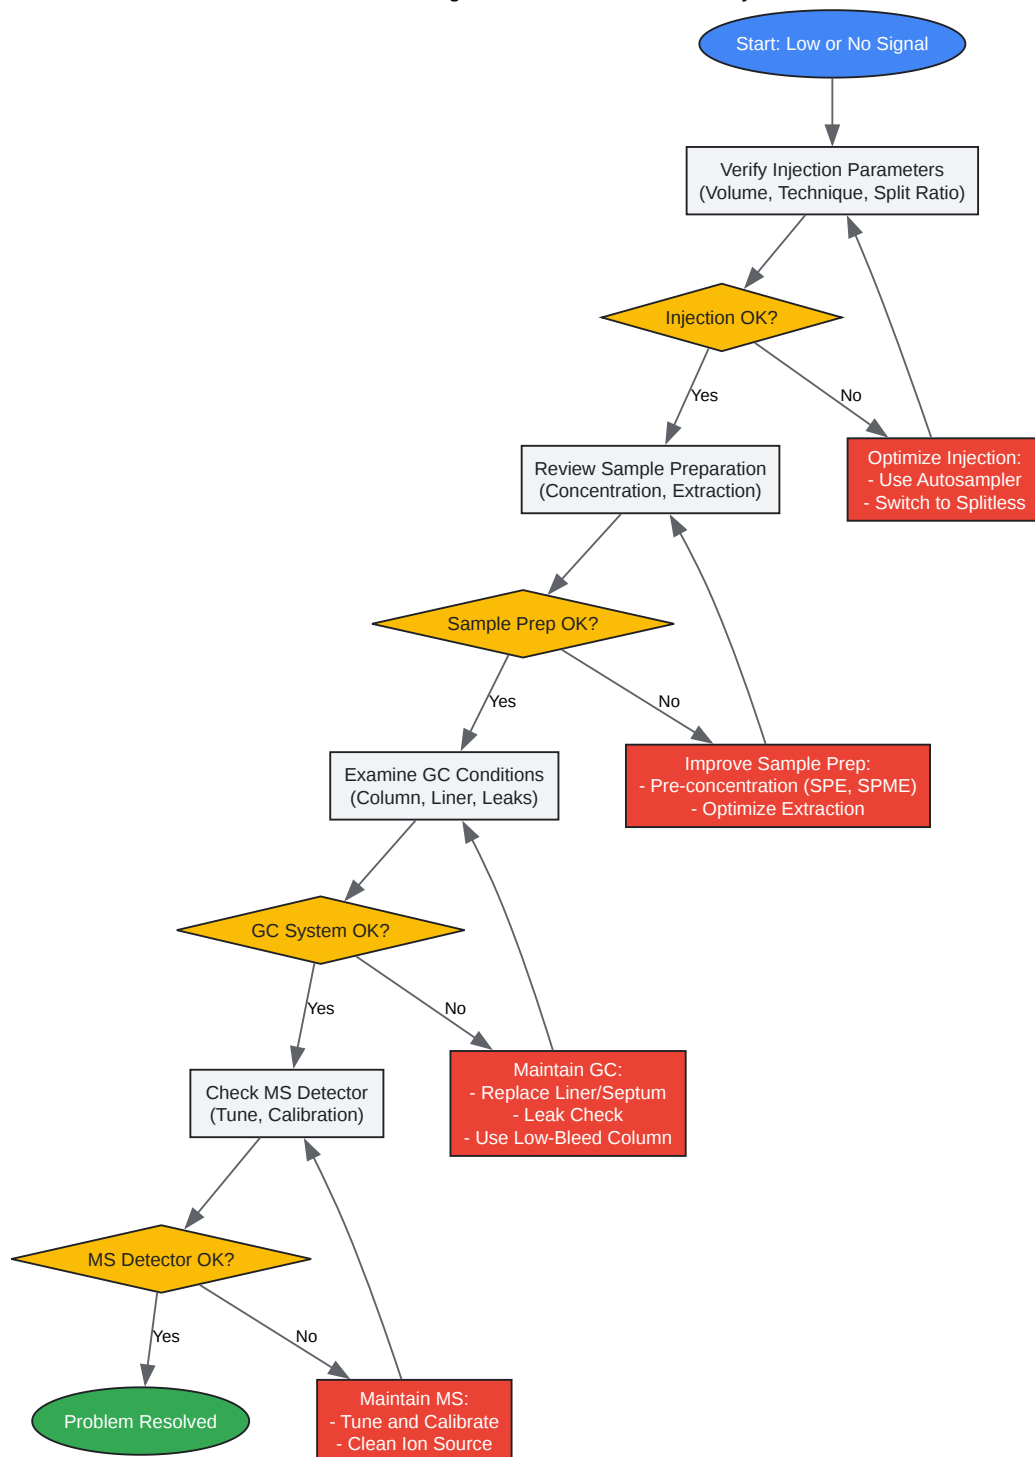 Start: Low or No Signal
Verify Injection Parameters
(Volume, Technique, Split Ratio)
Injection OK?
Yes
No
Optimize Injection:
- Use Autosampler
- Switch to Splitless
Review Sample Preparation
(Concentration, Extraction)
Sample Prep OK?
Yes
No
Improve Sample Prep:
- Pre-concentration (SPE, SPME)
- Optimize Extraction
Examine GC Conditions
(Column, Liner, Leaks)
GC System OK?
Yes
No
Maintain GC:
- Replace Liner/Septum
- Leak Check
- Use Low-Bleed Column
Check MS Detector
(Tune, Calibration)
MS Detector OK?
Yes
No
Maintain MS:
- Tune and Calibrate
- Clean Ion Source
Problem Resolved